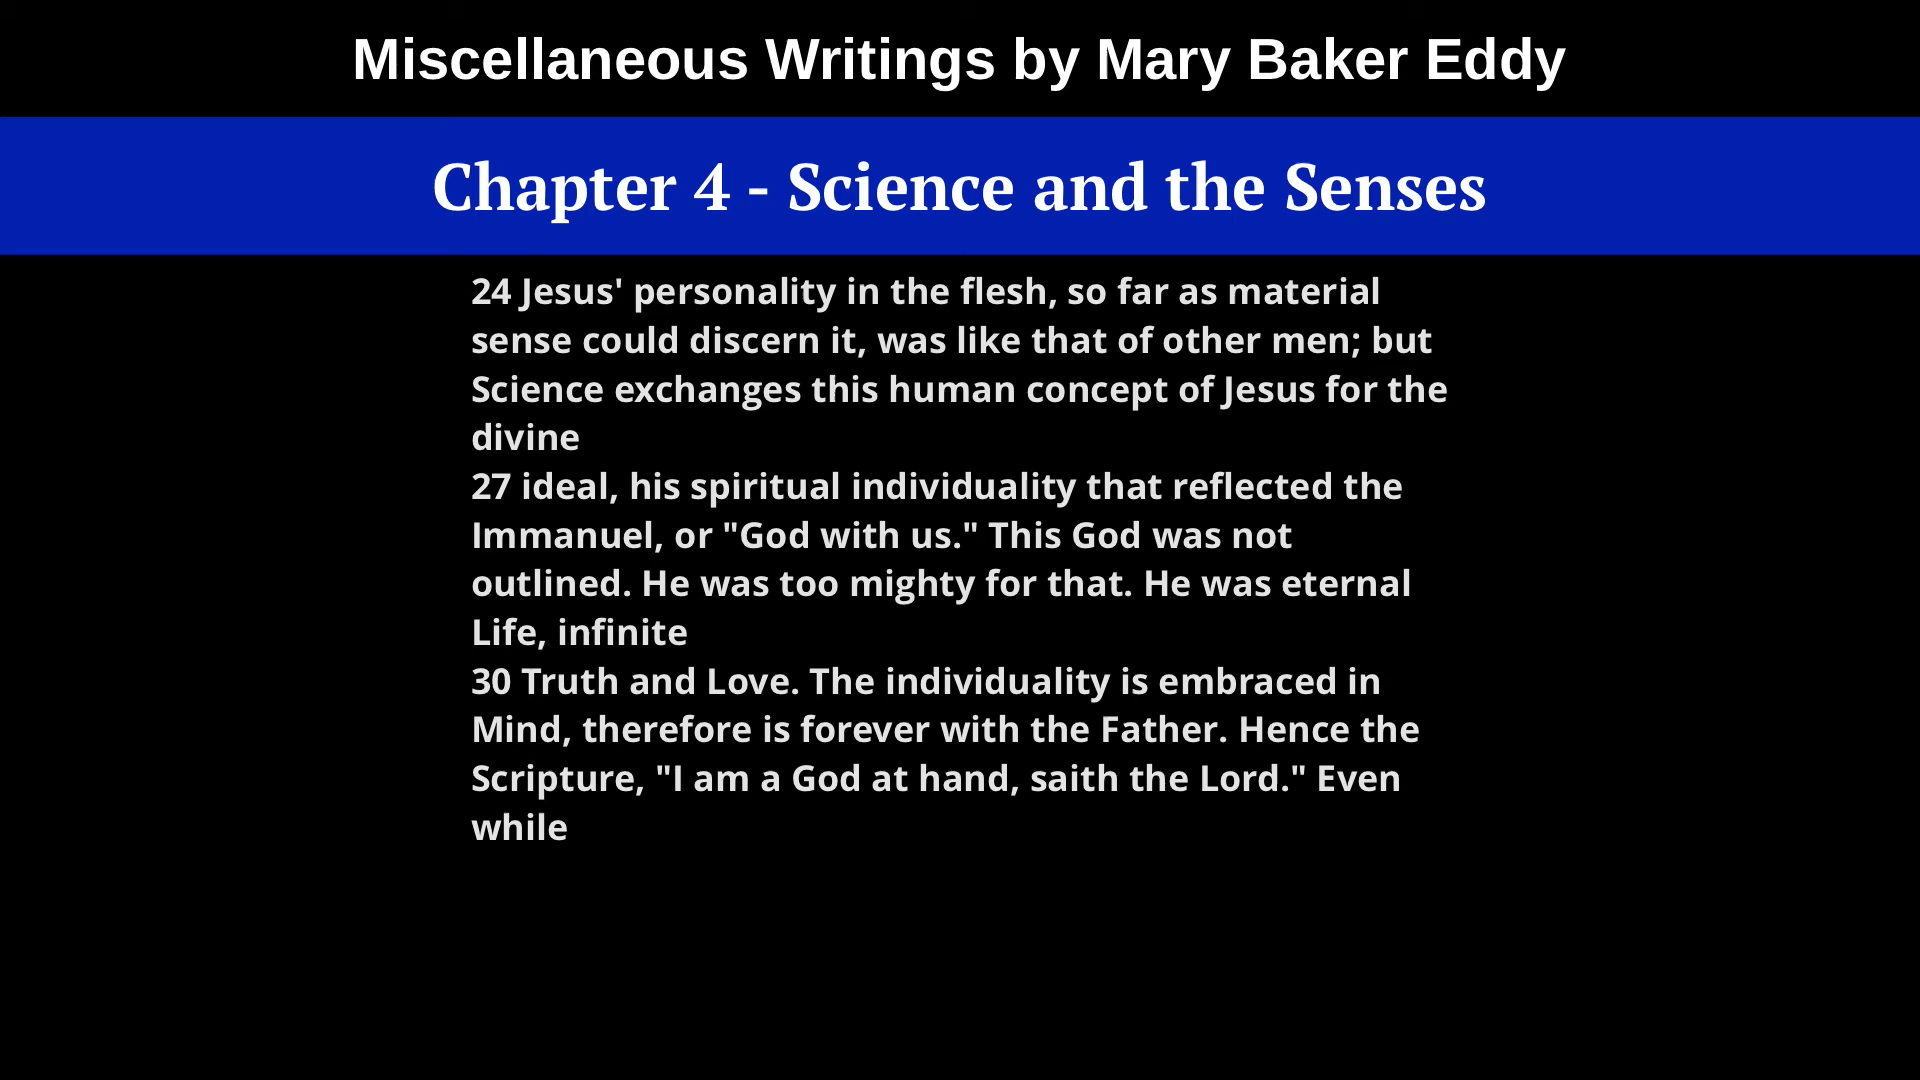 Miscellaneous Writings by Mary Baker Eddy
Chapter 4 - Science and the Senses
24 Jesus' personality in the flesh, so far as material
sense could discern it, was like that of other men; but
Science exchanges this human concept of Jesus for the
divine
27 ideal, his spiritual individuality that reflected the
Immanuel, or "God with us." This God was not
outlined. He was too mighty for that. He was eternal
Life, infinite
30 Truth and Love. The individuality is embraced in
Mind, therefore is forever with the Father. Hence the
Scripture, "I am a God at hand, saith the Lord." Even
while